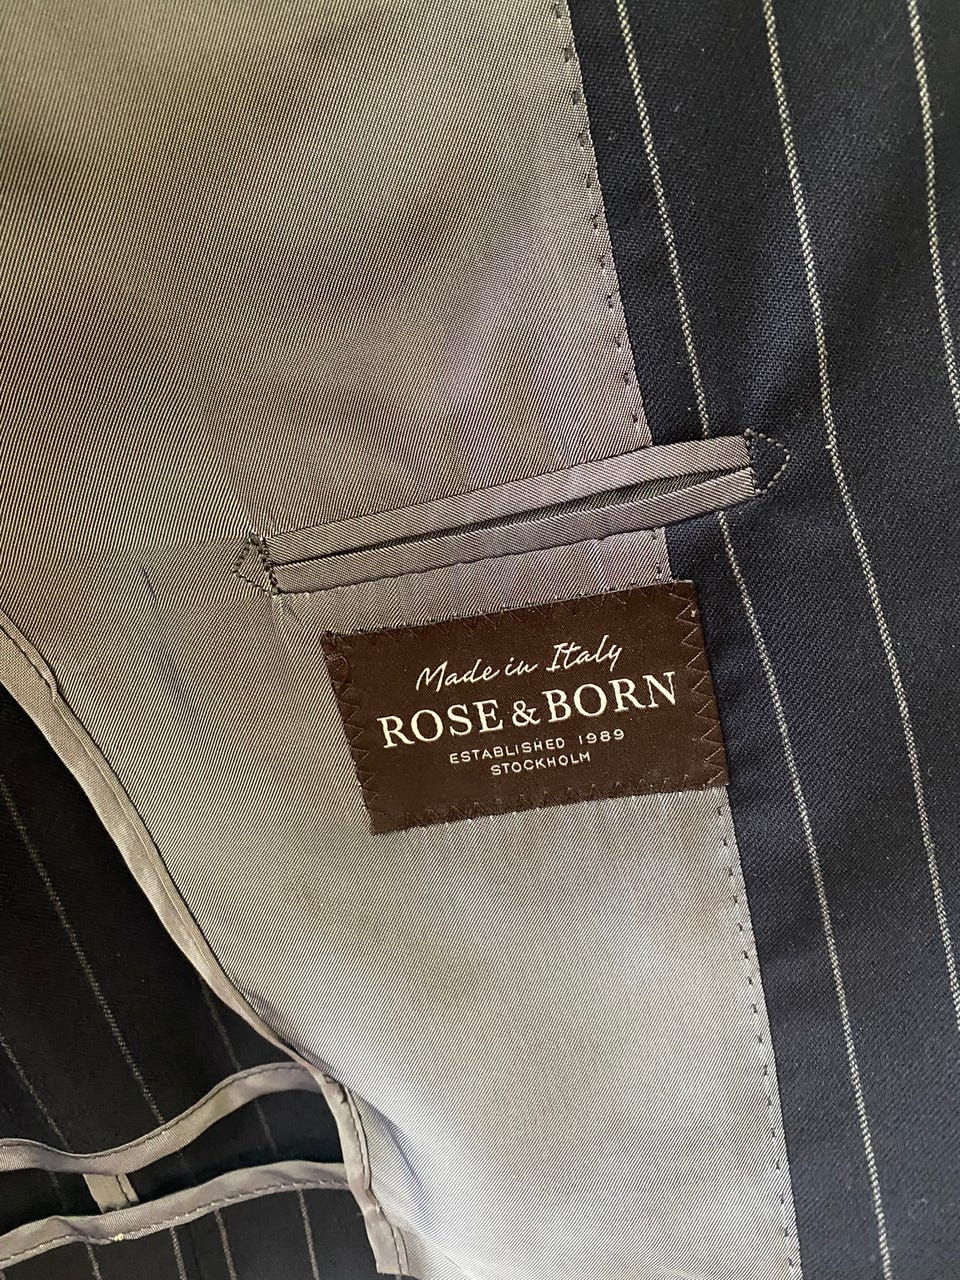 Made in Italy
ROSE & BORN
ESTABLISHED 1989
STOCKHOLM